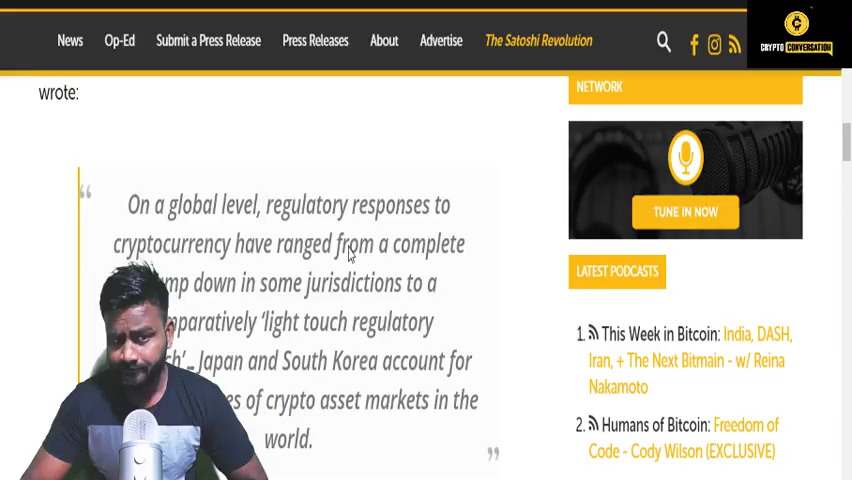 News Op-Ed Submit a Press Release Press Releases About Advertise The Satoshi Revolution
CRYPTO CONVERSATION
wrote:
NETWORK
“ On a global level, regulatory responses to
cryptocurrency have ranged from a complete
down in some jurisdictions to a
‘light touch regulatory
Japan and South Korea account for
of crypto asset markets in the
world. ”
TUNE IN NOW
LATEST PODCASTS
1. This Week in Bitcoin: India, DASH,
Iran, + The Next Bitmain - w/ Reina
Nakamoto
2. Humans of Bitcoin: Freedom of
Code - Cody Wilson (EXCLUSIVE)